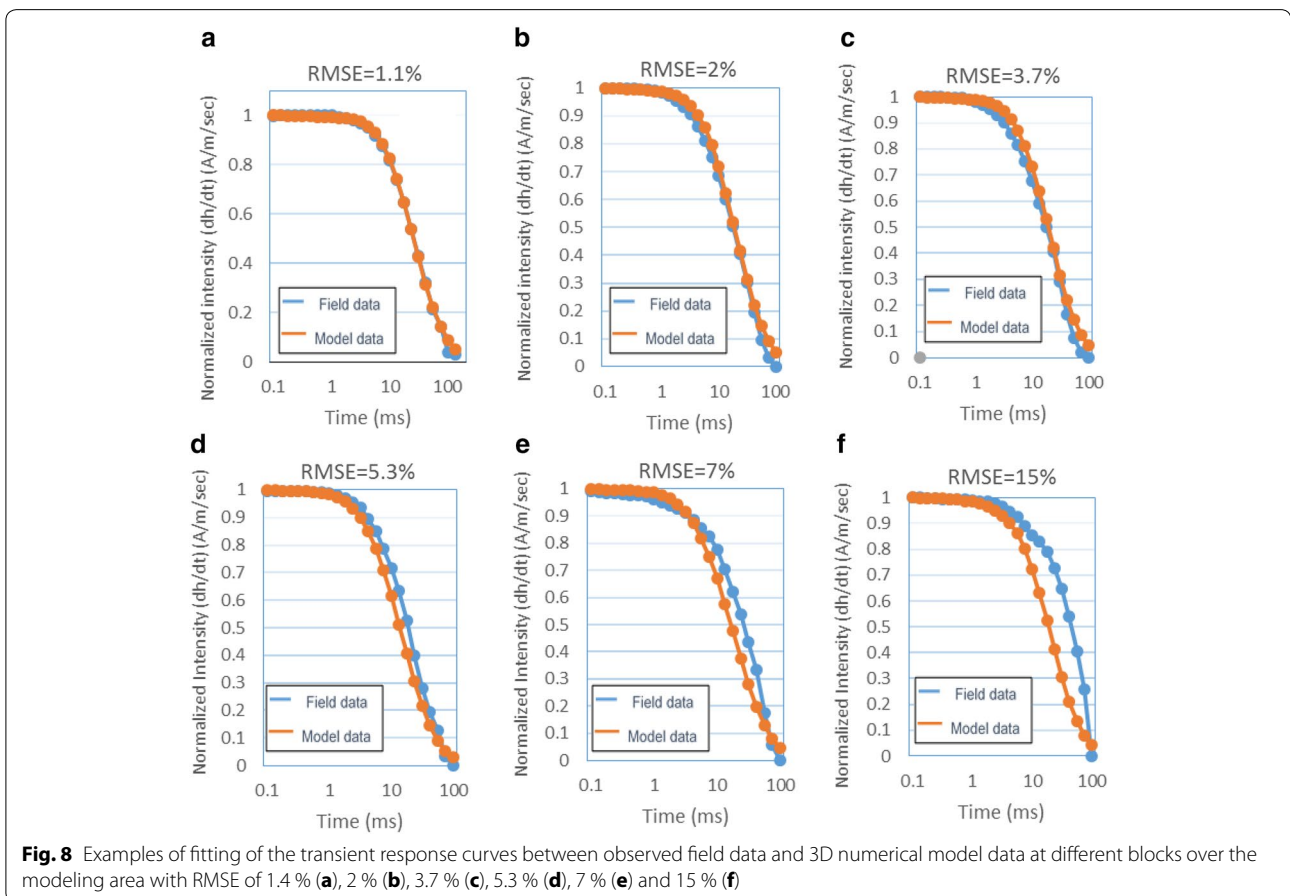 a
RMSE=1.1%
Normalized intensity (dh/dt) (A/m/sec)
1
0.8
0.6
0.4
0.2
0
Field data
Model data
0.1 1 10 100
Time (ms)
b
RMSE=2%
Normalized intensity (dh/dt) (A/m/sec)
1
0.9
0.8
0.7
0.6
0.5
0.4
0.3
0.2
0.1
0
Field data
Model data
0.1 1 10 100
Time (ms)
c
RMSE=3.7%
Normalized intensity (dh/dt) (A/m/sec)
1
0.9
0.8
0.7
0.6
0.5
0.4
0.3
0.2
0.1
0
Field data
Model data
0.1 1 10 100
Time (ms)
d
RMSE=5.3%
Normalized Intensity (dh/dt) (A/m/sec)
1
0.9
0.8
0.7
0.6
0.5
0.4
0.3
0.2
0.1
0
Field data
Model data
0.1 1 10 100
Time (ms)
e
RMSE=7%
Normalized Intensity (dh/dt) (A/m/sec)
1
0.9
0.8
0.7
0.6
0.5
0.4
0.3
0.2
0.1
0
Field data
Model data
0.1 1 10 100
Time (ms)
f
RMSE=15%
Normalized Intensity (dh/dt) (A/m/sec)
1
0.9
0.8
0.7
0.6
0.5
0.4
0.3
0.2
0.1
0
Field data
Model data
0.1 1 10 100
Time (ms)
Fig. 8 Examples of fitting of the transient response curves between observed field data and 3D numerical model data at different blocks over the
modeling area with RMSE of 1.4 % (a), 2 % (b), 3.7 % (c), 5.3 % (d), 7 % (e) and 15 % (f)